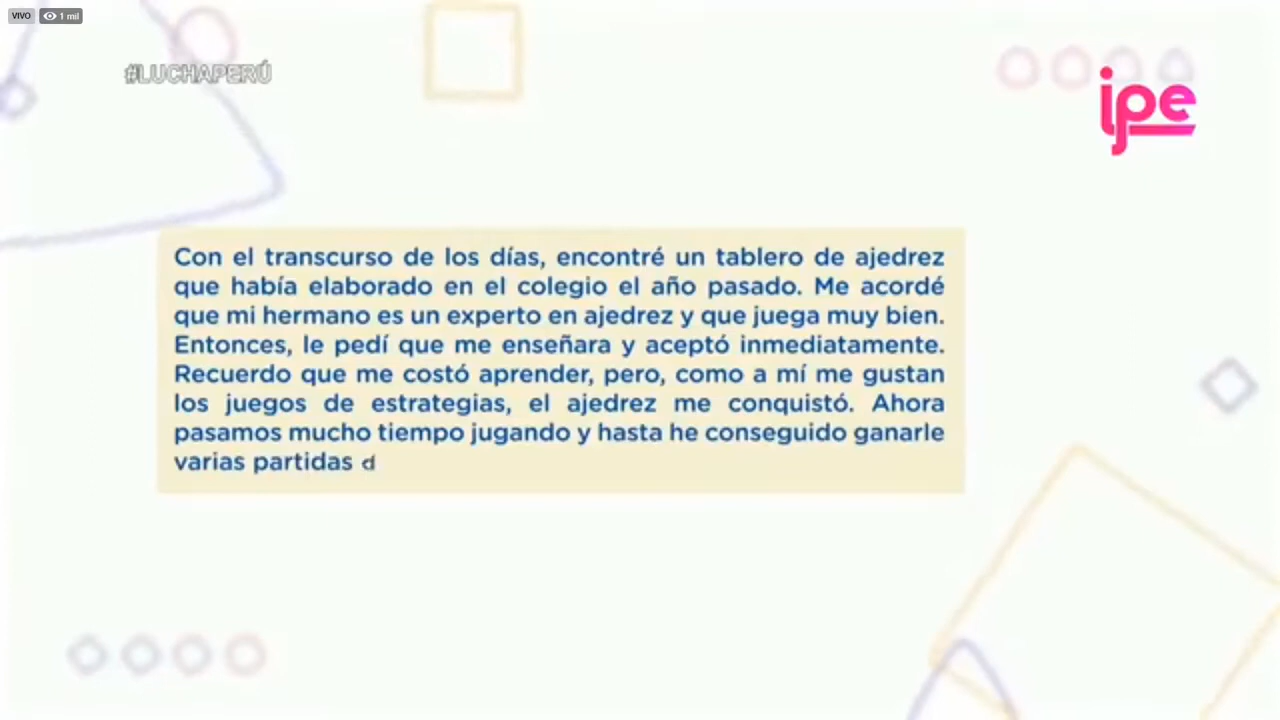 VIVO 1 mil
#LUCHAPERÚ
ipe
Con el transcurso de los días, encontré un tablero de ajedrez
que había elaborado en el colegio el año pasado. Me acordé
que mi hermano es un experto en ajedrez y que juega muy bien.
Entonces, le pedí que me enseñara y aceptó inmediatamente.
Recuerdo que me costó aprender, pero, como a mí me gustan
los juegos de estrategias, el ajedrez me conquistó. Ahora
pasamos mucho tiempo jugando y hasta he conseguido ganarle
varias partidas d